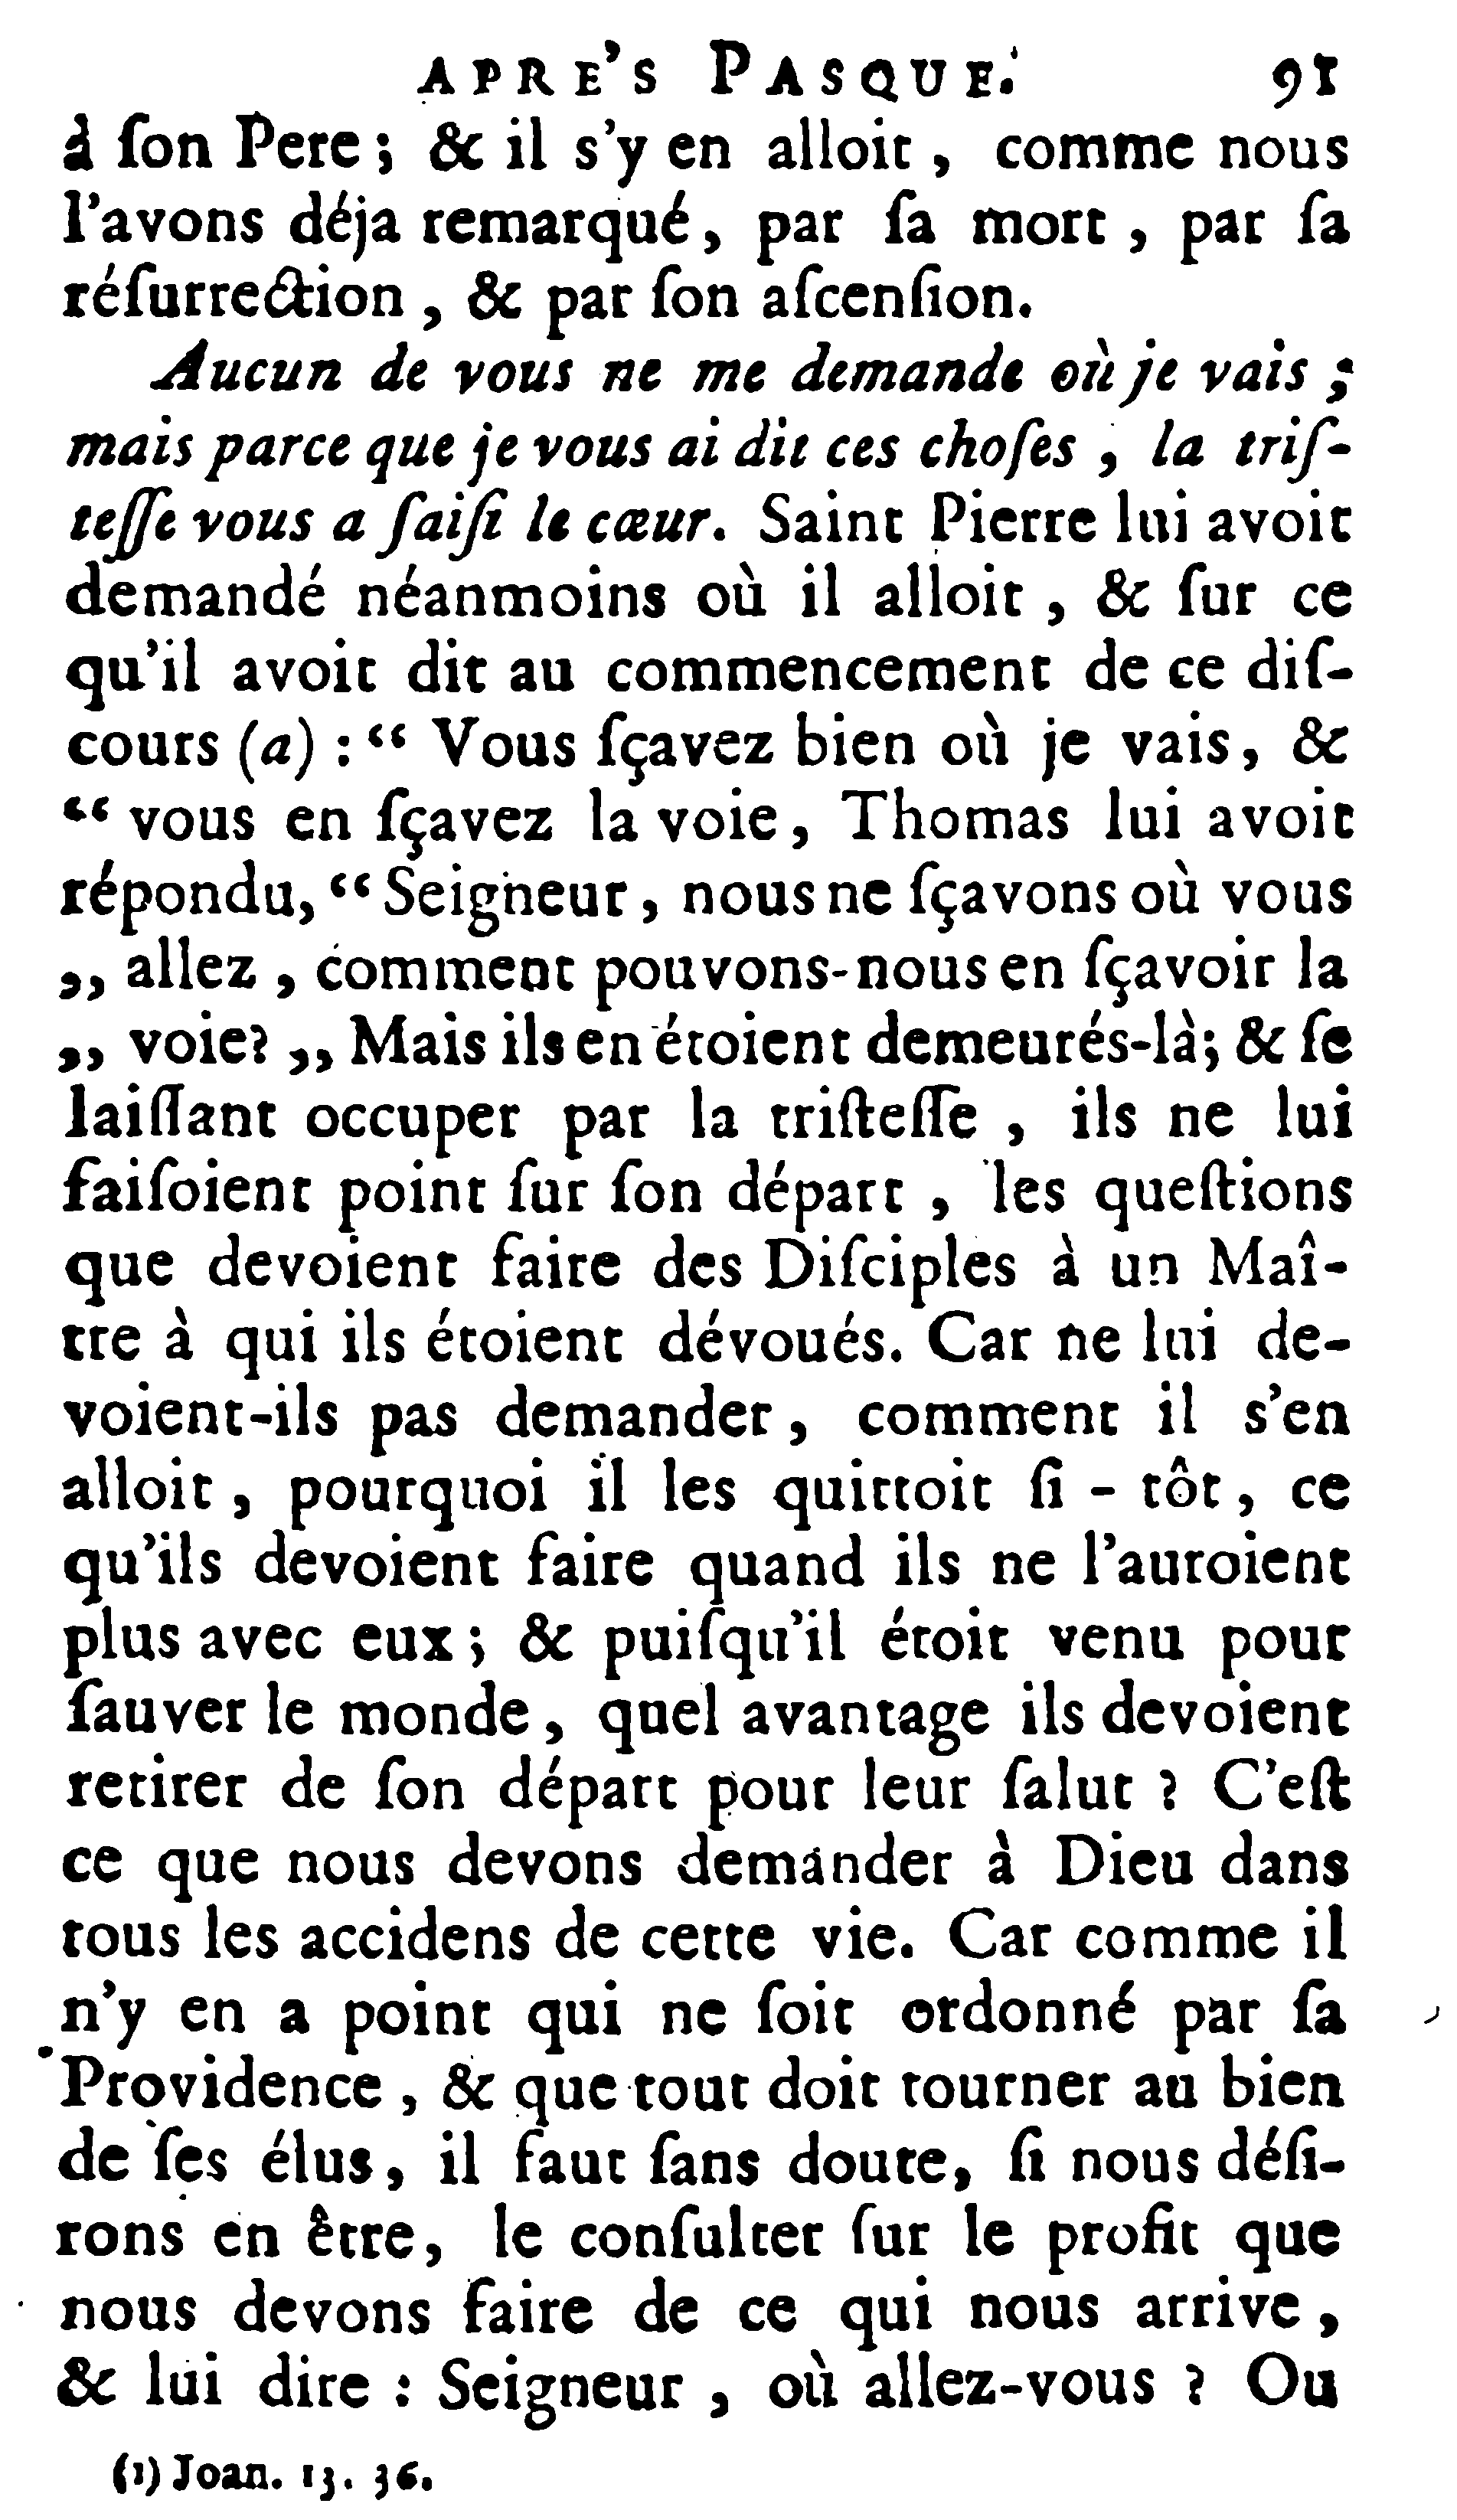 APRE'S PASQUE. 91
à ſon Pere ; & il s'y en alloit , comme nous
l'avons déja remarqué, par ſa mort , par ſa
réſurrection , & par ſon aſcenſion.
Aucun de vous ne me demande où je vais ;
mais parce que je vous ai dit ces choſes , la triſ-
teſſe vous a ſaiſi le cœur. Saint Pierre lui avoit
demandé néanmoins où il alloit , & ſur ce
qu'il avoit dit au commencement de ce diſ-
cours (a) : “ Vous ſçavez bien où je vais, &
“ vous en ſçavez la voie, Thomas lui avoit
répondu, “ Seigneur , nous ne ſçavons où vous
,, allez , comment pouvons-nous en ſçavoir la
,, voie? ,, Mais ils en étoient demeurés-là; & ſe
laiſſant occuper par la triſteſſe , ils ne lui
faiſoient point ſur ſon départ , les queſtions
que devoient faire des Diſciples à un Maî-
tre à qui ils étoient dévoués. Car ne lui de-
voient-ils pas demander, comment il s'en
alloit , pourquoi il les quittoit ſi - tôt, ce
qu'ils devoient faire quand ils ne l'auroient
plus avec eux ; & puiſqu'il étoit venu pour
ſauver le monde, quel avantage ils devoient
retirer de ſon départ pour leur ſalut ? C'eſt
ce que nous devons demander à Dieu dans
tous les accidens de cette vie. Car comme il
n'y en a point qui ne ſoit ordonné par ſa
Providence , & que tout doit tourner au bien
de ſes élus, il faut ſans doute, ſi nous déſi-
rons en être, le conſulter ſur le profit que
nous devons faire de ce qui nous arrive,
& lui dire : Seigneur , où allez-vous ? Ou
(1) Joan. 13. 36.